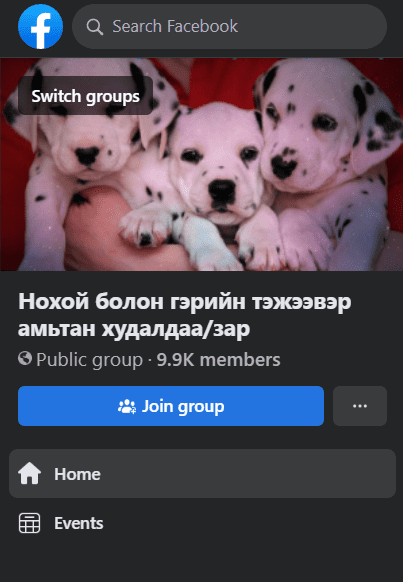 Search Facebook
Switch groups
Нохой болон гэрийн тэжээвэр
амьтан худалдаа/зар
Public group · 9.9K members
Join group
Home
Events